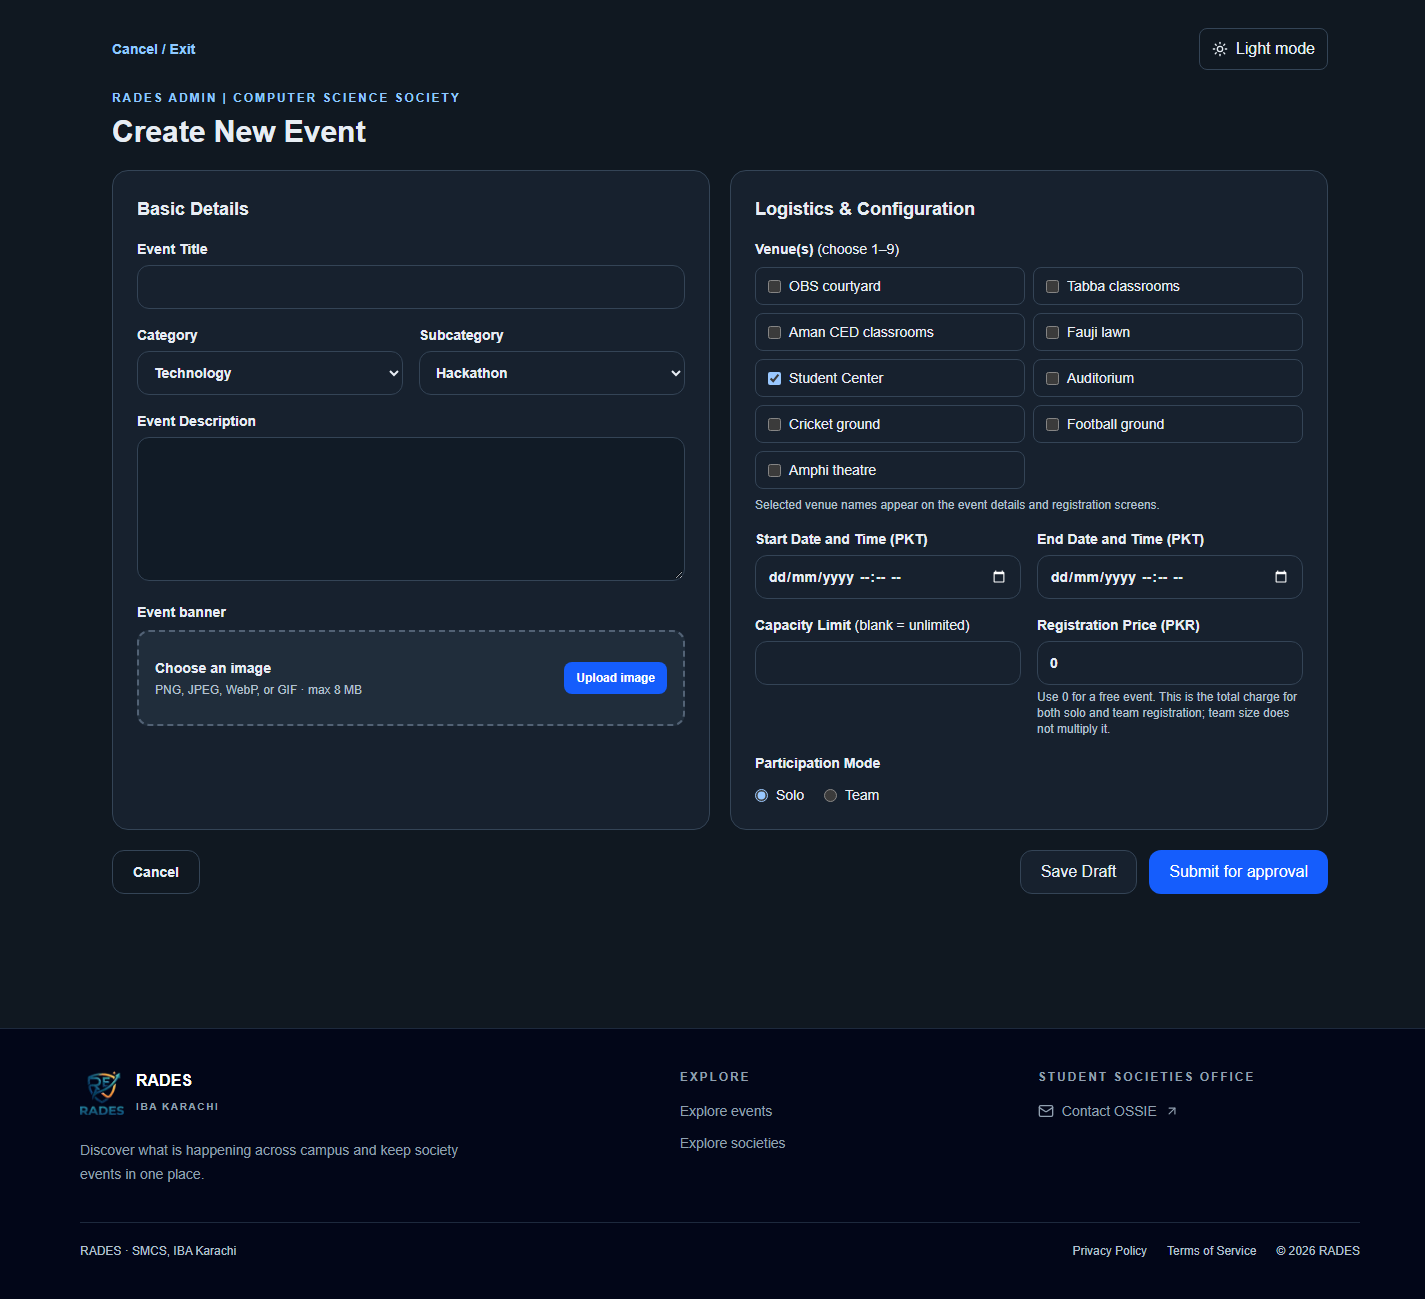 Cancel / Exit
Light mode
RADES ADMIN | COMPUTER SCIENCE SOCIETY
Create New Event
Basic Details
Event Title
Category
Subcategory
Technology
Hackathon
Event Description
Event banner
Choose an image
PNG, JPEG, WebP, or GIF · max 8 MB
Upload image
Logistics & Configuration
Venue(s) (choose 1–9)
OBS courtyard
Tabba classrooms
Aman CED classrooms
Fauji lawn
Student Center
Auditorium
Cricket ground
Football ground
Amphi theatre
Selected venue names appear on the event details and registration screens.
Start Date and Time (PKT)
End Date and Time (PKT)
dd/mm/yyyy --:-- --
dd/mm/yyyy --:-- --
Capacity Limit (blank = unlimited)
Registration Price (PKR)
0
Use 0 for a free event. This is the total charge for
both solo and team registration; team size does
not multiply it.
Participation Mode
Solo
Team
Cancel
Save Draft
Submit for approval
RADES
RADES
IBA KARACHI
Discover what is happening across campus and keep society
events in one place.
EXPLORE
Explore events
Explore societies
STUDENT SOCIETIES OFFICE
Contact OSSIE
RADES · SMCS, IBA Karachi
Privacy Policy
Terms of Service
© 2026 RADES